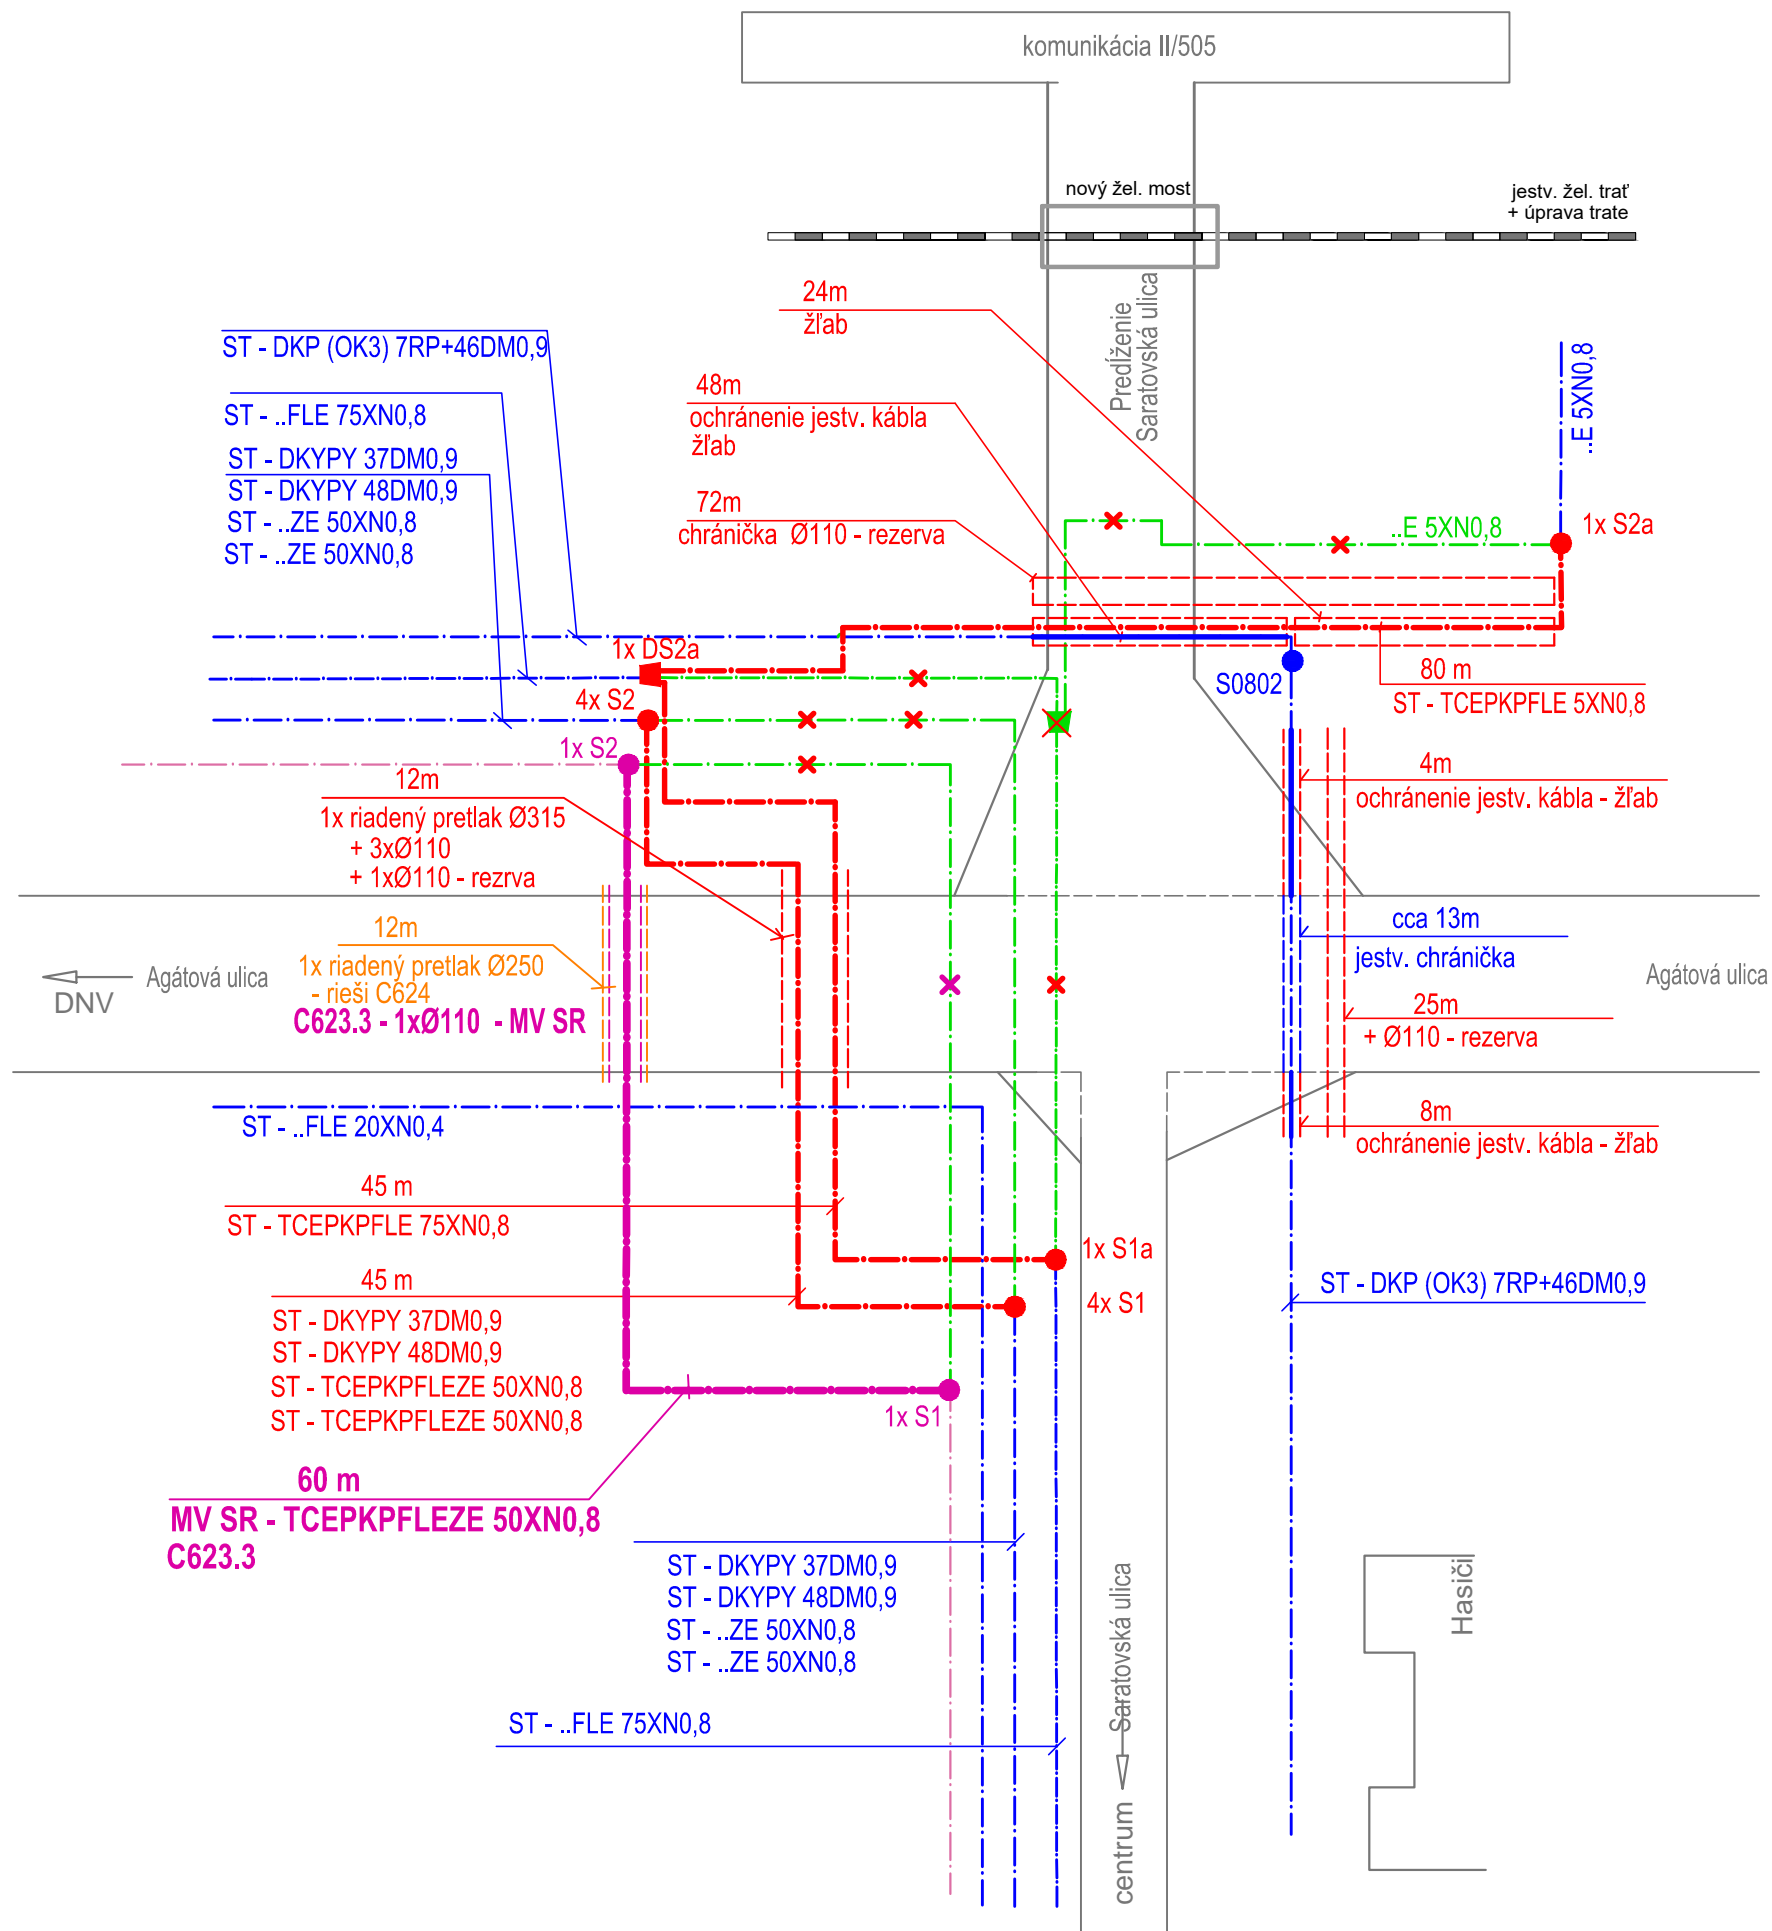 komunikácia II/505
nový žel. most
jestv. žel. trať
+ úprava trate
Predĺženie
Saratovská ulica
24m
žľab
ST - DKP (OK3) 7RP+46DM0,9
48m
ochránenie jestv. kábla
žľab
ST - ..FLE 75XN0,8
..E 5XN0,8
ST - DKYPY 37DM0,9
ST - DKYPY 48DM0,9
ST - ..ZE 50XN0,8
ST - ..ZE 50XN0,8
72m
chránička Ø110 - rezerva
..E 5XN0,8
1x S2a
1x DS2a
4x S2
1x S2
S0802
80 m
ST - TCEPKPFLE 5XN0,8
12m
1x riadený pretlak Ø315
+ 3xØ110
+ 1xØ110 - rezrva
4m
ochránenie jestv. kábla - žľab
12m
1x riadený pretlak Ø250
- rieši C624
C623.3 - 1xØ110 - MV SR
cca 13m
jestv. chránička
Agátová ulica
DNV
Agátová ulica
25m
+ Ø110 - rezerva
ST - ..FLE 20XN0,4
8m
ochránenie jestv. kábla - žľab
45 m
ST - TCEPKPFLE 75XN0,8
1x S1a
45 m
ST - DKYPY 37DM0,9
ST - DKYPY 48DM0,9
ST - TCEPKPFLEZE 50XN0,8
ST - TCEPKPFLEZE 50XN0,8
4x S1
ST - DKP (OK3) 7RP+46DM0,9
1x S1
60 m
MV SR - TCEPKPFLEZE 50XN0,8
C623.3
ST - DKYPY 37DM0,9
ST - DKYPY 48DM0,9
ST - ..ZE 50XN0,8
ST - ..ZE 50XN0,8
ST - ..FLE 75XN0,8
Saratovská ulica
centrum
Hasiči